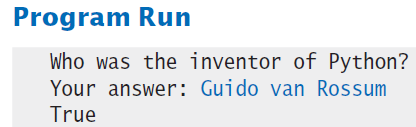 Program Run
Who was the inventor of Python?
Your answer: Guido van Rossum
True